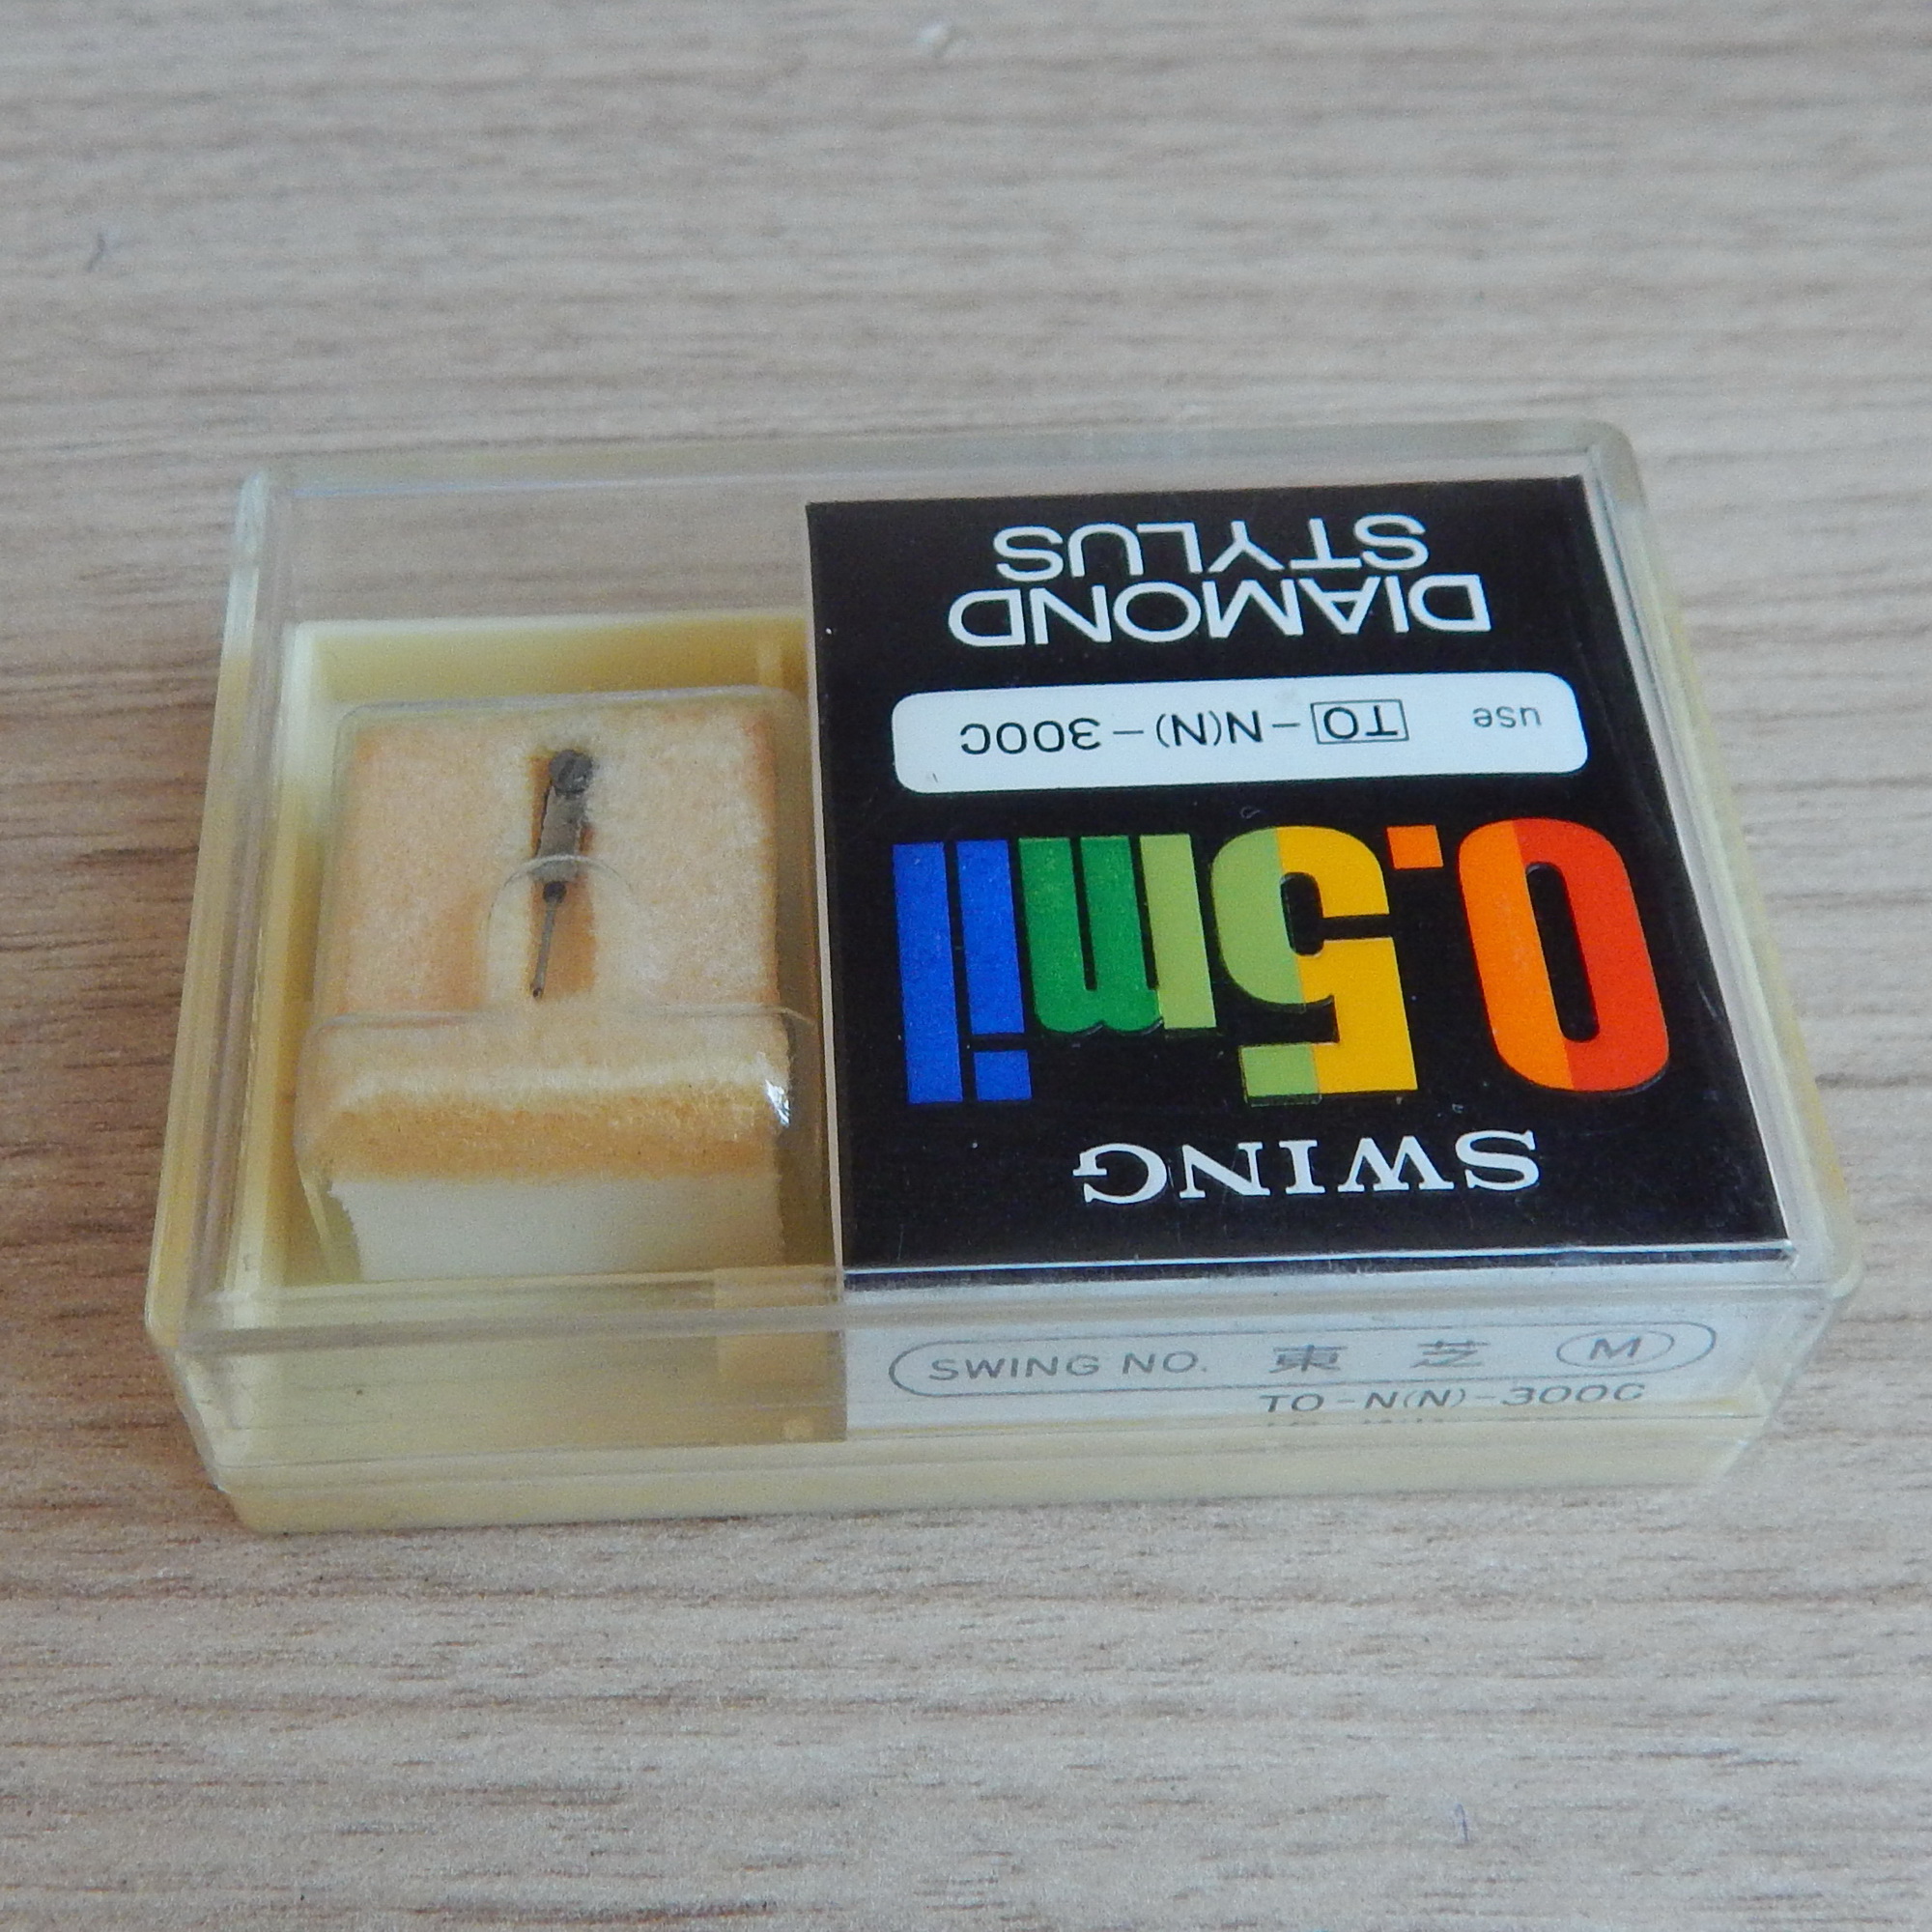 SWING
0.5mil
use TO-N(N)-300C
DIAMOND
STYLUS
SWING NO. 東 芝 M
TO-N(N)-300C